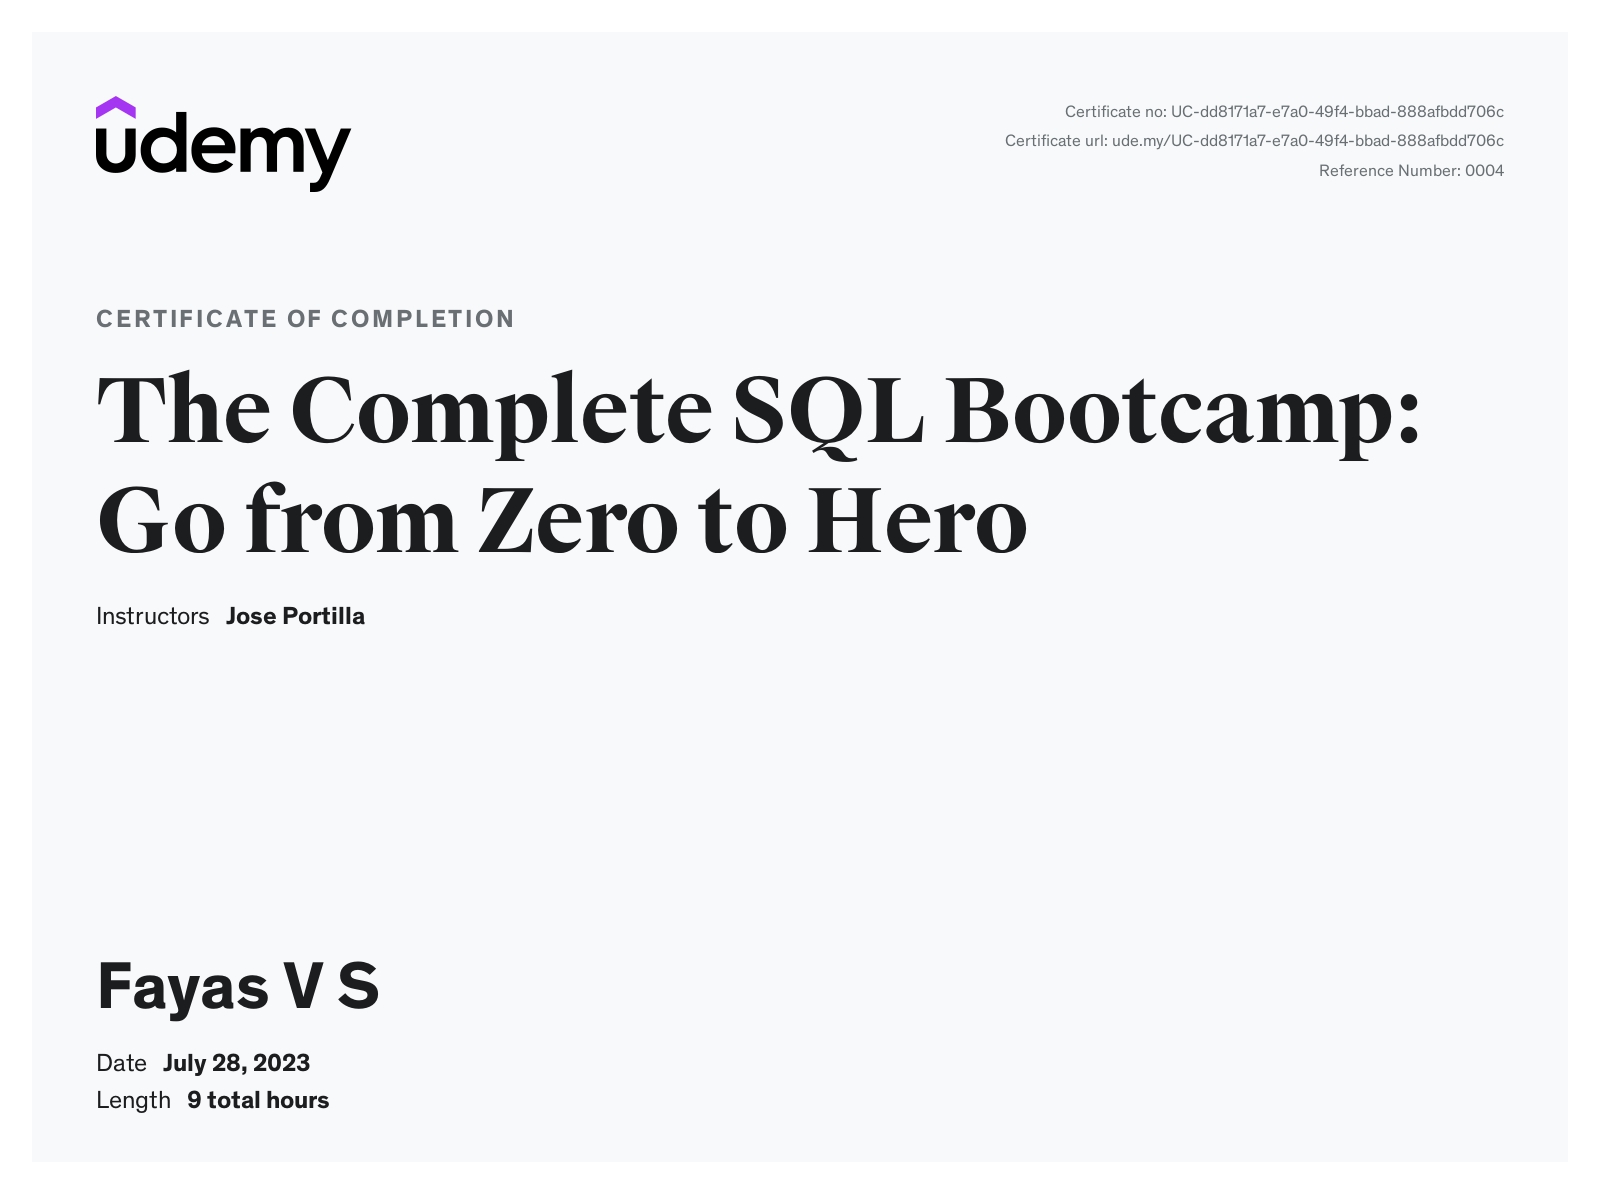 udemy
Certificate no: UC-dd8171a7-e7a0-49f4-bbad-888afbdd706c
Certificate url: ude.my/UC-dd8171a7-e7a0-49f4-bbad-888afbdd706c
Reference Number: 0004
CERTIFICATE OF COMPLETION
The Complete SQL Bootcamp:
Go from Zero to Hero
Instructors Jose Portilla
Fayas V S
Date July 28, 2023
Length 9 total hours